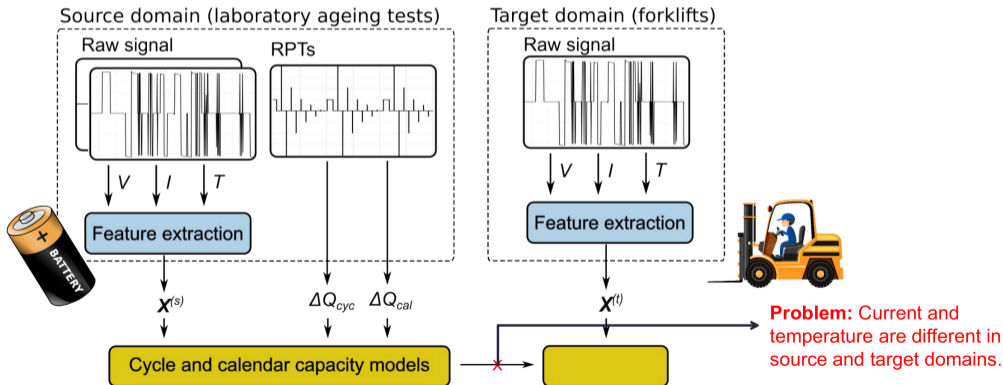 Source domain (laboratory ageing tests)
Target domain (forklifts)
Raw signal
RPTs
Raw signal
V I T
V I T
Feature extraction
Feature extraction
+
BATTERY
X(s)
ΔQcyc
ΔQcal
X(t)
Problem: Current and
temperature are different in
source and target domains.
Cycle and calendar capacity models
x